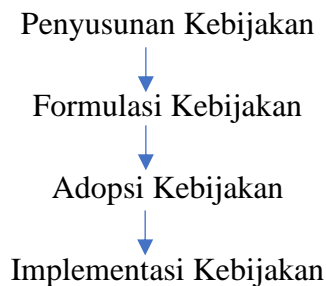 Penyusunan Kebijakan
Formulasi Kebijakan
Adopsi Kebijakan
Implementasi Kebijakan